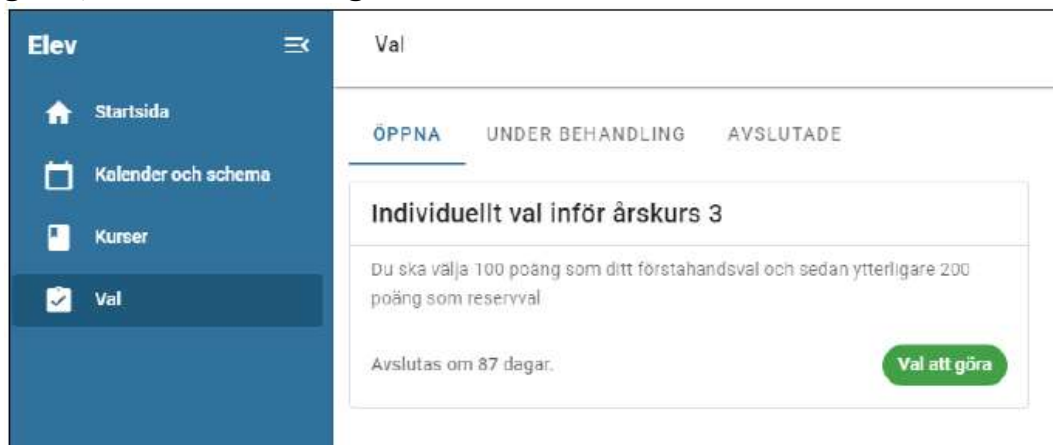 Elev
Startsida
Kalender och schema
Kurser
Val
Val
ÖPPNA UNDER BEHANDLING AVSLUTADE
Individuellt val inför årskurs 3
Du ska välja 100 poäng som ditt förstahandsval och sedan ytterligare 200
poäng som reservval
Avslutas om 87 dagar.
Val att göra